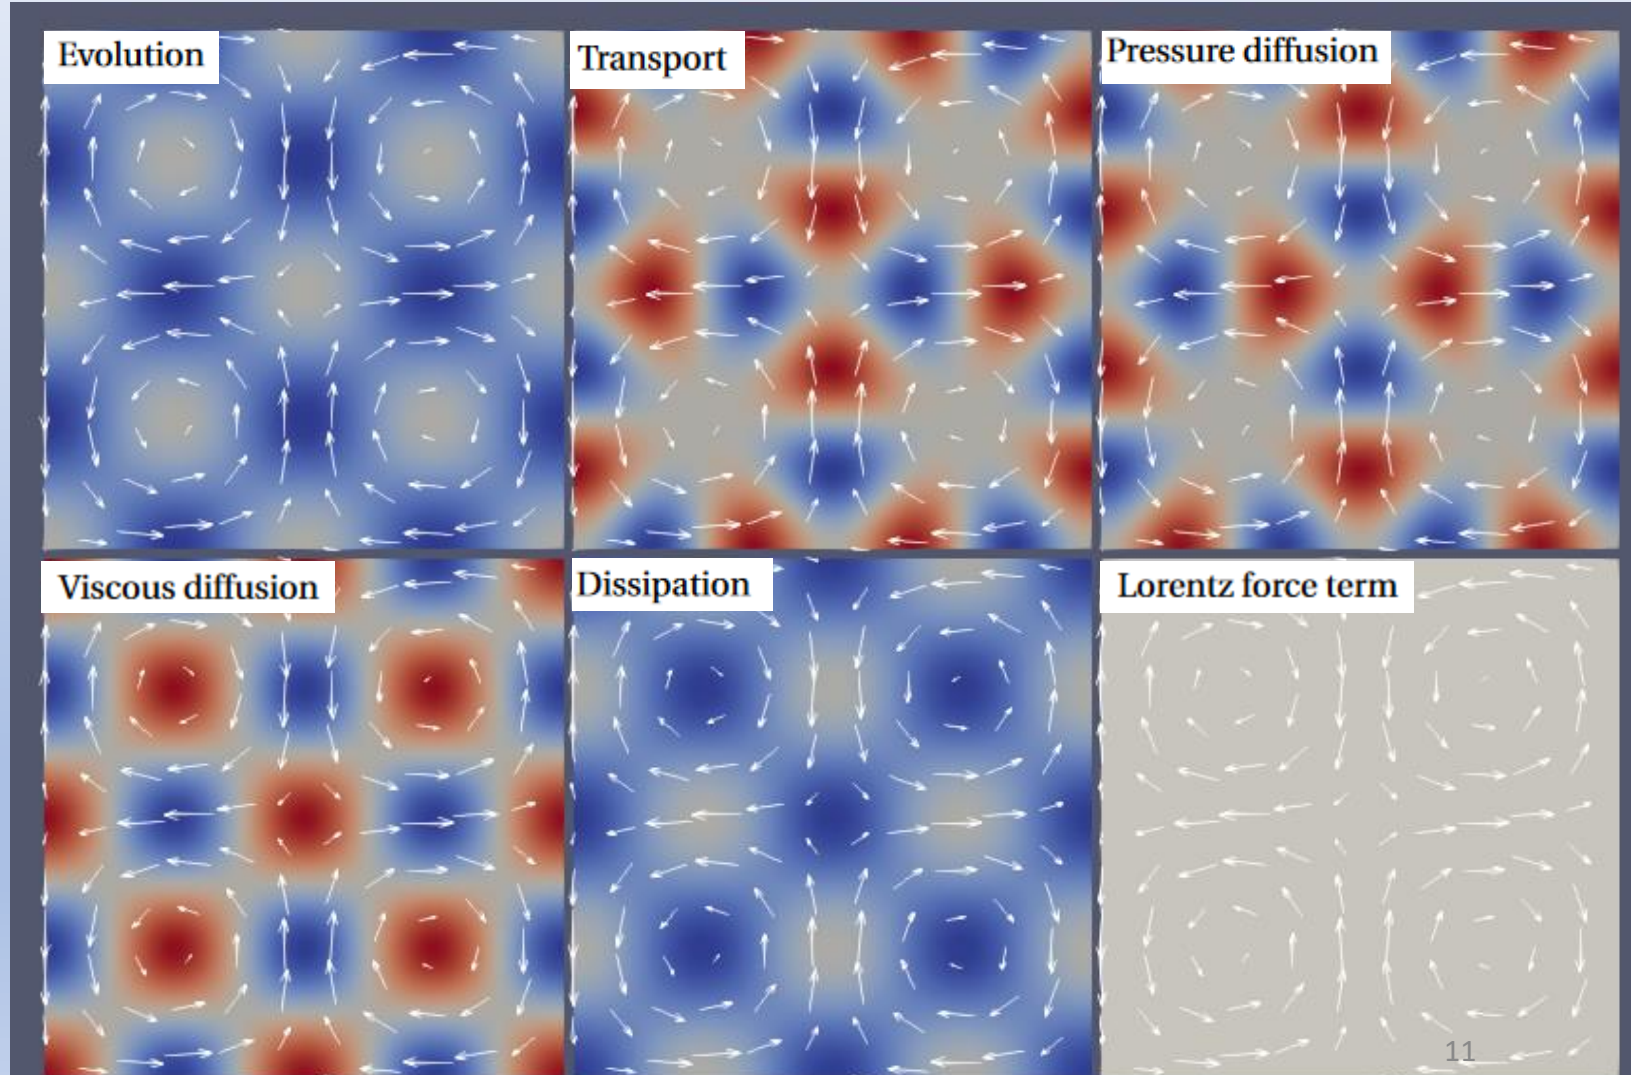 Evolution
Transport
Pressure diffusion
Viscous diffusion
Dissipation
Lorentz force term
11